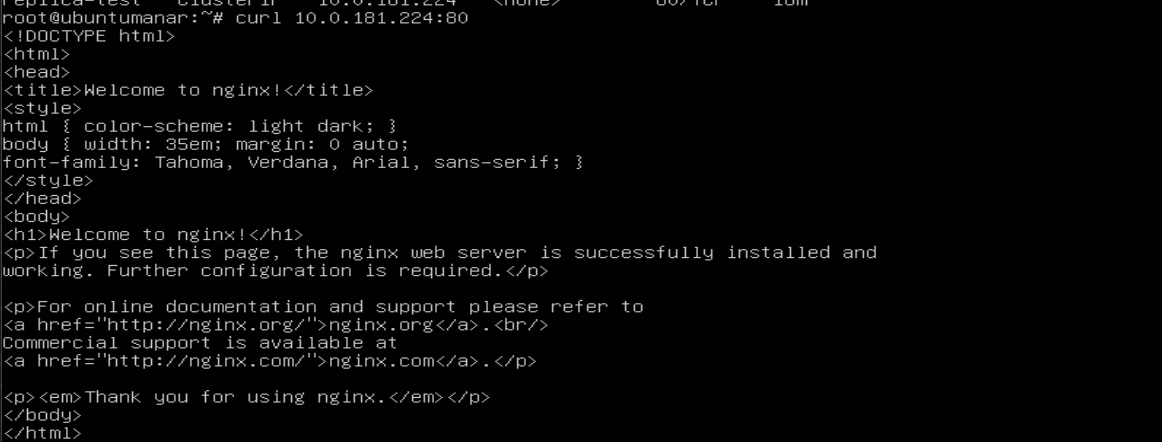 replica-test ClusterIP 10.0.181.224 <none> 80/TCP 10m
root@ubuntumanar:~# curl 10.0.181.224:80
<!DOCTYPE html>
<html>
<head>
<title>Welcome to nginx!</title>
<style>
html { color-scheme: light dark; }
body { width: 35em; margin: 0 auto;
font-family: Tahoma, Verdana, Arial, sans-serif; }
</style>
</head>
<body>
<h1>Welcome to nginx!</h1>
<p>If you see this page, the nginx web server is successfully installed and
working. Further configuration is required.</p>
<p>For online documentation and support please refer to
<a href="http://nginx.org/">nginx.org</a>.<br/>
Commercial support is available at
<a href="http://nginx.com/">nginx.com</a>.</p>
<p><em>Thank you for using nginx.</em></p>
</body>
</html>